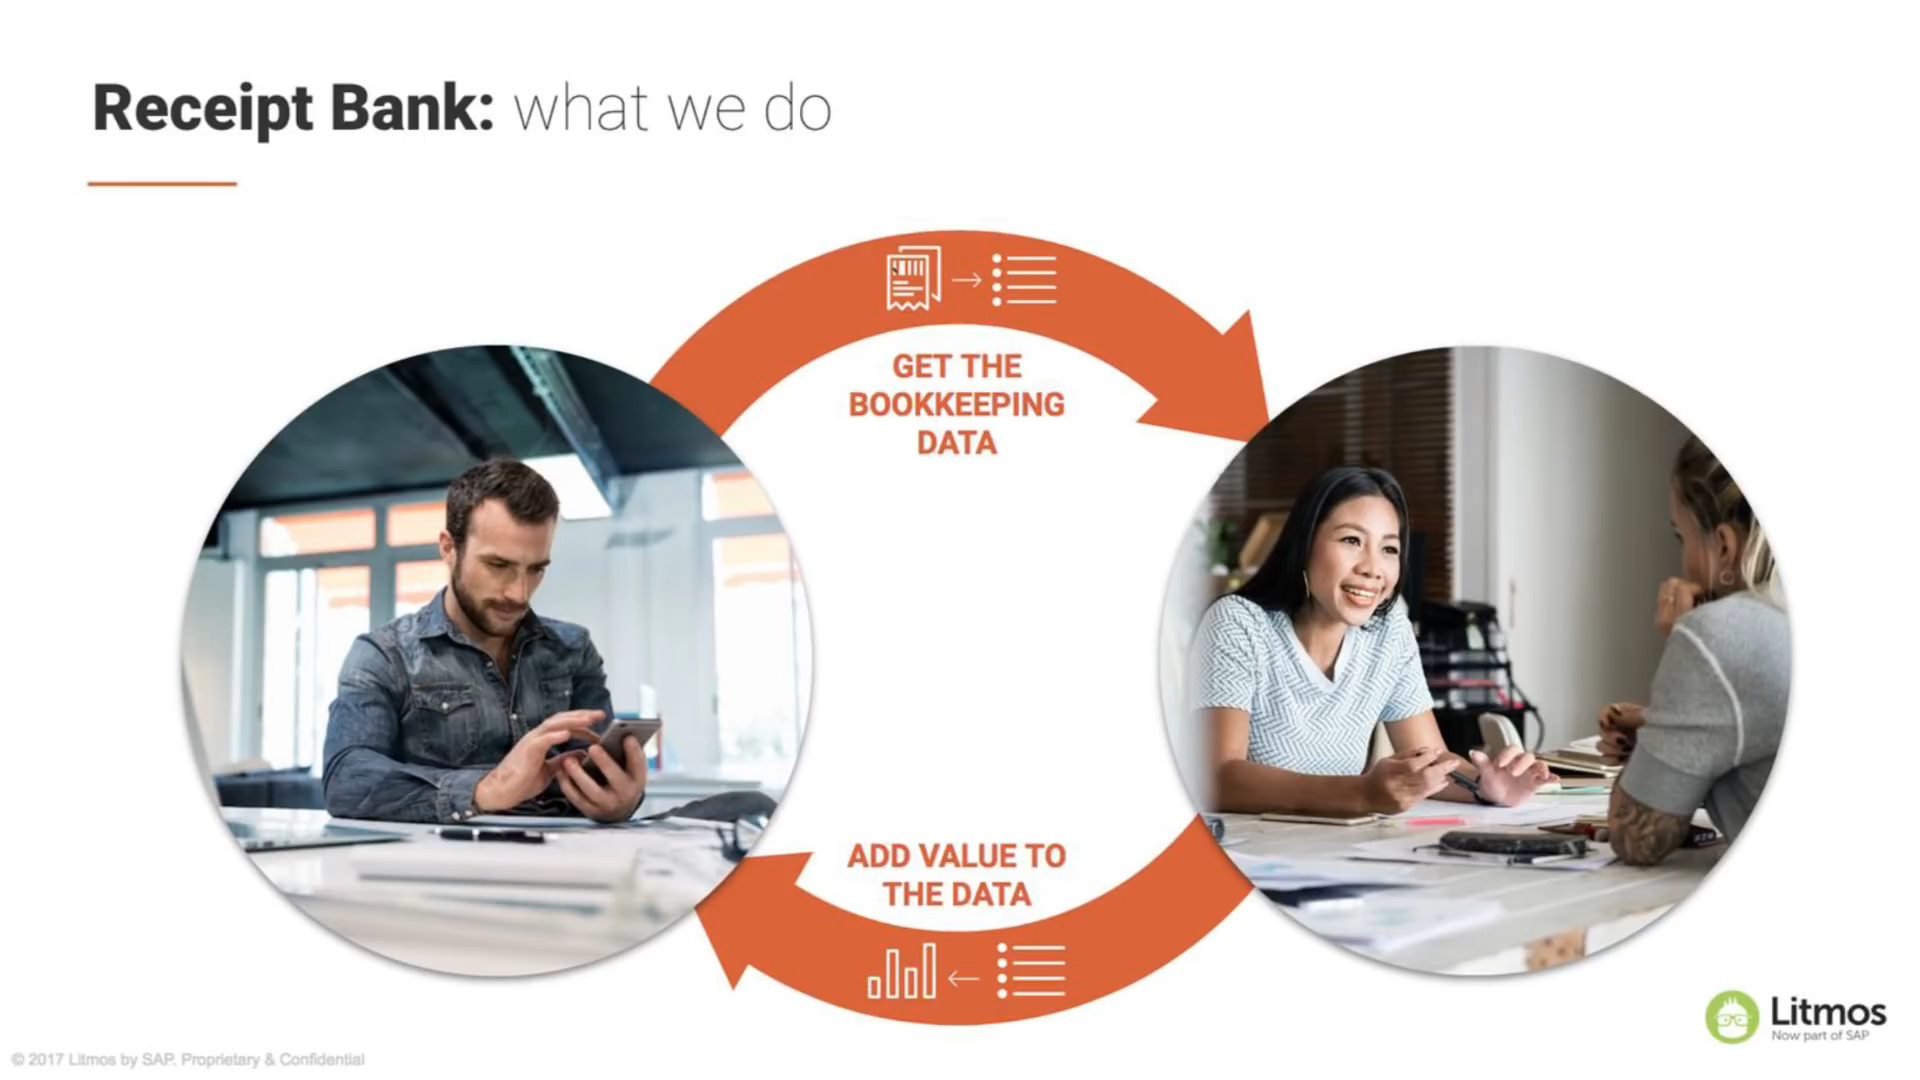 Receipt Bank: what we do
GET THE
BOOKKEEPING
DATA
ADD VALUE TO
THE DATA
Litmos
Now part of SAP
© 2017 Litmos by SAP. Proprietary & Confidential